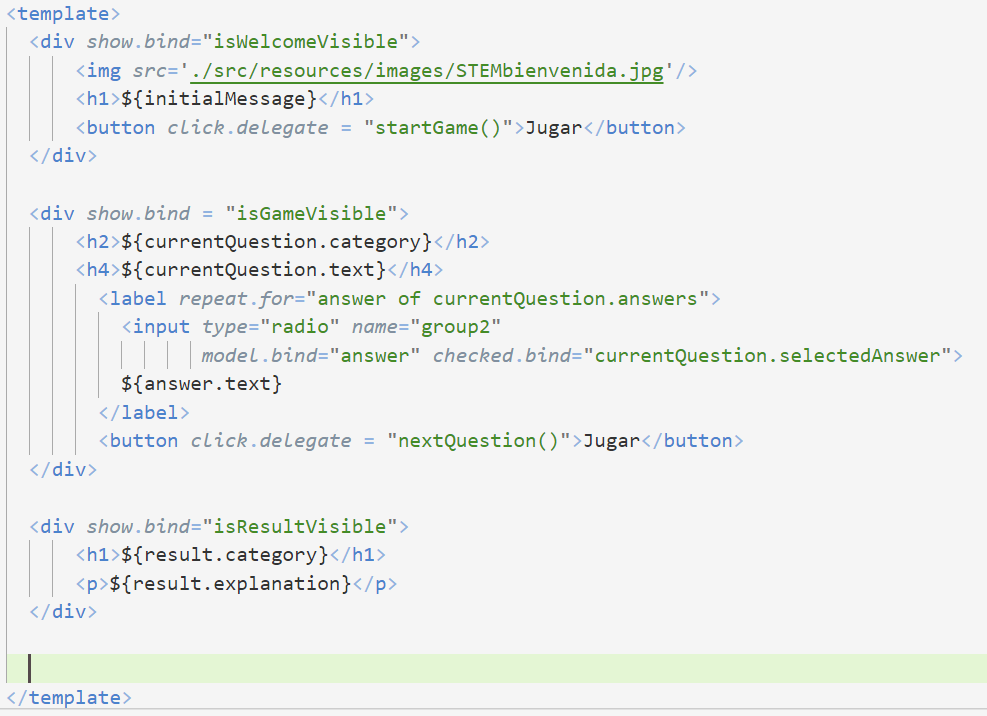 <template>
<div show.bind="isWelcomeVisible">
<img src='./src/resources/images/STEMbienvenida.jpg'/>
<h1>${initialMessage}</h1>
<button click.delegate = "startGame()">Jugar</button>
</div>
<div show.bind = "isGameVisible">
<h2>${currentQuestion.category}</h2>
<h4>${currentQuestion.text}</h4>
<label repeat.for="answer of currentQuestion.answers">
<input type="radio" name="group2"
model.bind="answer" checked.bind="currentQuestion.selectedAnswer">
${answer.text}
</label>
<button click.delegate = "nextQuestion()">Jugar</button>
</div>
<div show.bind="isResultVisible">
<h1>${result.category}</h1>
<p>${result.explanation}</p>
</div>
</template>